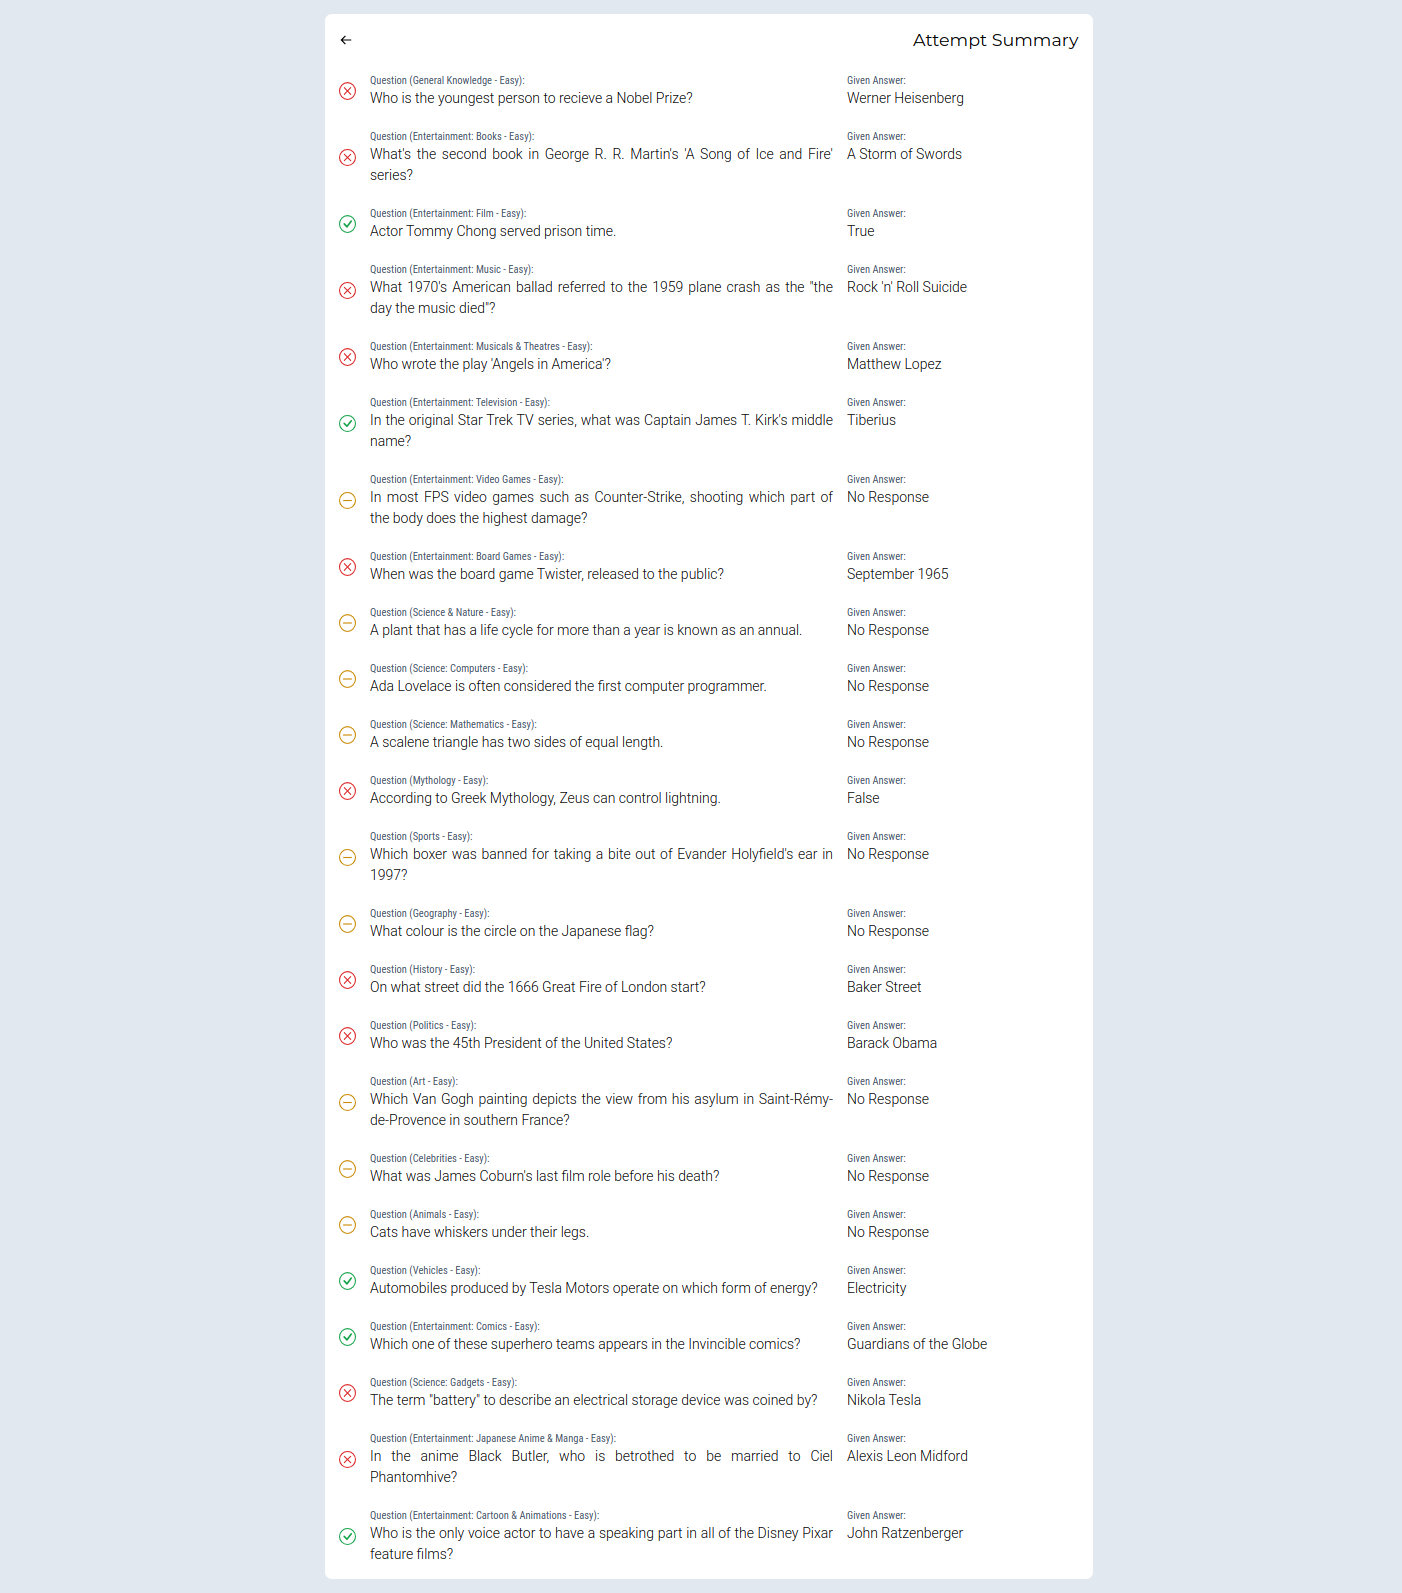 Attempt Summary
Question (General Knowledge - Easy):
Who is the youngest person to recieve a Nobel Prize?
Given Answer:
Werner Heisenberg
Question (Entertainment: Books - Easy):
What's the second book in George R. R. Martin's 'A Song of Ice and Fire'
series?
Given Answer:
A Storm of Swords
Question (Entertainment: Film - Easy):
Actor Tommy Chong served prison time.
Given Answer:
True
Question (Entertainment: Music - Easy):
What 1970's American ballad referred to the 1959 plane crash as the "the
day the music died"?
Given Answer:
Rock 'n' Roll Suicide
Question (Entertainment: Musicals & Theatres - Easy):
Who wrote the play 'Angels in America'?
Given Answer:
Matthew Lopez
Question (Entertainment: Television - Easy):
In the original Star Trek TV series, what was Captain James T. Kirk's middle
name?
Given Answer:
Tiberius
Question (Entertainment: Video Games - Easy):
In most FPS video games such as Counter-Strike, shooting which part of
the body does the highest damage?
Given Answer:
No Response
Question (Entertainment: Board Games - Easy):
When was the board game Twister, released to the public?
Given Answer:
September 1965
Question (Science & Nature - Easy):
A plant that has a life cycle for more than a year is known as an annual.
Given Answer:
No Response
Question (Science: Computers - Easy):
Ada Lovelace is often considered the first computer programmer.
Given Answer:
No Response
Question (Science: Mathematics - Easy):
A scalene triangle has two sides of equal length.
Given Answer:
No Response
Question (Mythology - Easy):
According to Greek Mythology, Zeus can control lightning.
Given Answer:
False
Question (Sports - Easy):
Which boxer was banned for taking a bite out of Evander Holyfield's ear in
1997?
Given Answer:
No Response
Question (Geography - Easy):
What colour is the circle on the Japanese flag?
Given Answer:
No Response
Question (History - Easy):
On what street did the 1666 Great Fire of London start?
Given Answer:
Baker Street
Question (Politics - Easy):
Who was the 45th President of the United States?
Given Answer:
Barack Obama
Question (Art - Easy):
Which Van Gogh painting depicts the view from his asylum in Saint-Rémy-
de-Provence in southern France?
Given Answer:
No Response
Question (Celebrities - Easy):
What was James Coburn's last film role before his death?
Given Answer:
No Response
Question (Animals - Easy):
Cats have whiskers under their legs.
Given Answer:
No Response
Question (Vehicles - Easy):
Automobiles produced by Tesla Motors operate on which form of energy?
Given Answer:
Electricity
Question (Entertainment: Comics - Easy):
Which one of these superhero teams appears in the Invincible comics?
Given Answer:
Guardians of the Globe
Question (Science: Gadgets - Easy):
The term "battery" to describe an electrical storage device was coined by?
Given Answer:
Nikola Tesla
Question (Entertainment: Japanese Anime & Manga - Easy):
In the anime Black Butler, who is betrothed to be married to Ciel
Phantomhive?
Given Answer:
Alexis Leon Midford
Question (Entertainment: Cartoon & Animations - Easy):
Who is the only voice actor to have a speaking part in all of the Disney Pixar
feature films?
Given Answer:
John Ratzenberger